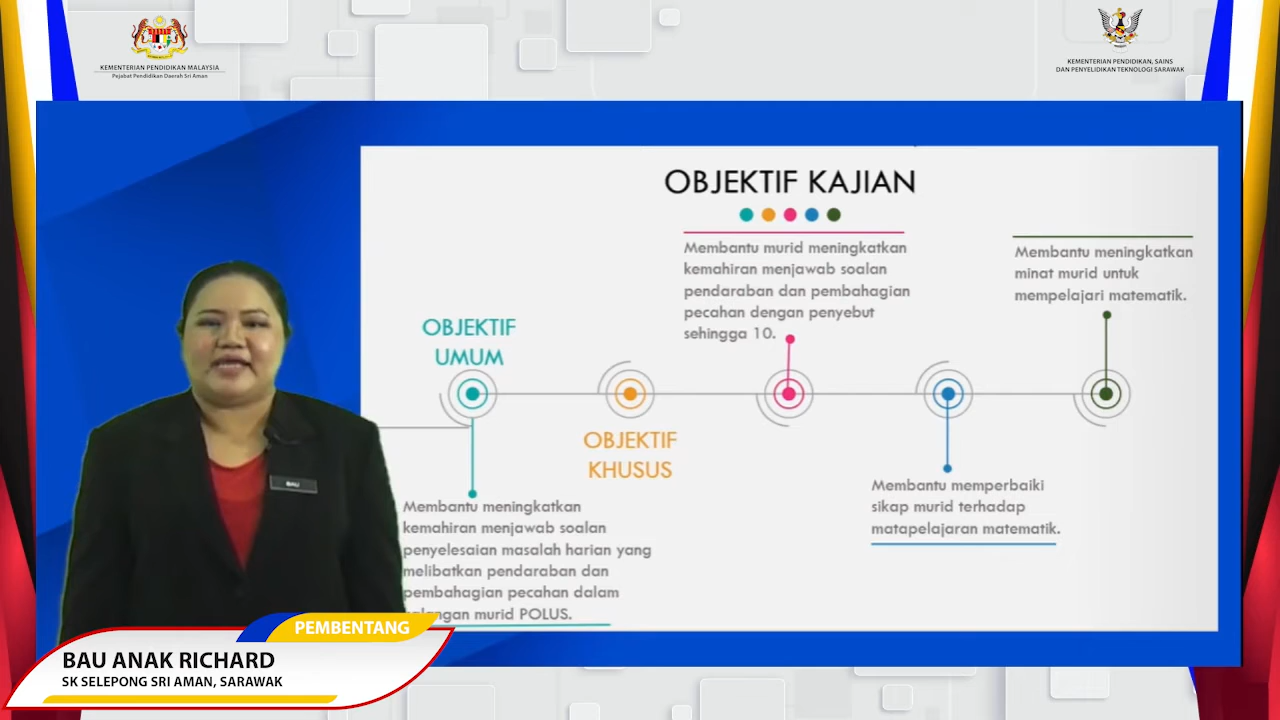 KEMENTERIAN PENDIDIKAN MALAYSIA
Pejabat Pendidikan Daerah Sri Aman
KEMENTERIAN PENDIDIKAN, SAINS
DAN PENYELIDIKAN TEKNOLOGI SARAWAK
OBJEKTIF KAJIAN
Membantu murid meningkatkan
kemahiran menjawab soalan
pendaraban dan pembahagian
pecahan dengan penyebut
sehingga 10.
Membantu meningkatkan
minat murid untuk
mempelajari matematik.
OBJEKTIF
UMUM
OBJEKTIF
KHUSUS
Membantu meningkatkan
kemahiran menjawab soalan
penyelesaian masalah harian yang
melibatkan pendaraban dan
pembahagian pecahan dalam
murid POLUS.
Membantu memperbaiki
sikap murid terhadap
matapelajaran matematik.
BAU
PEMBENTANG
BAU ANAK RICHARD
SK SELEPONG SRI AMAN, SARAWAK